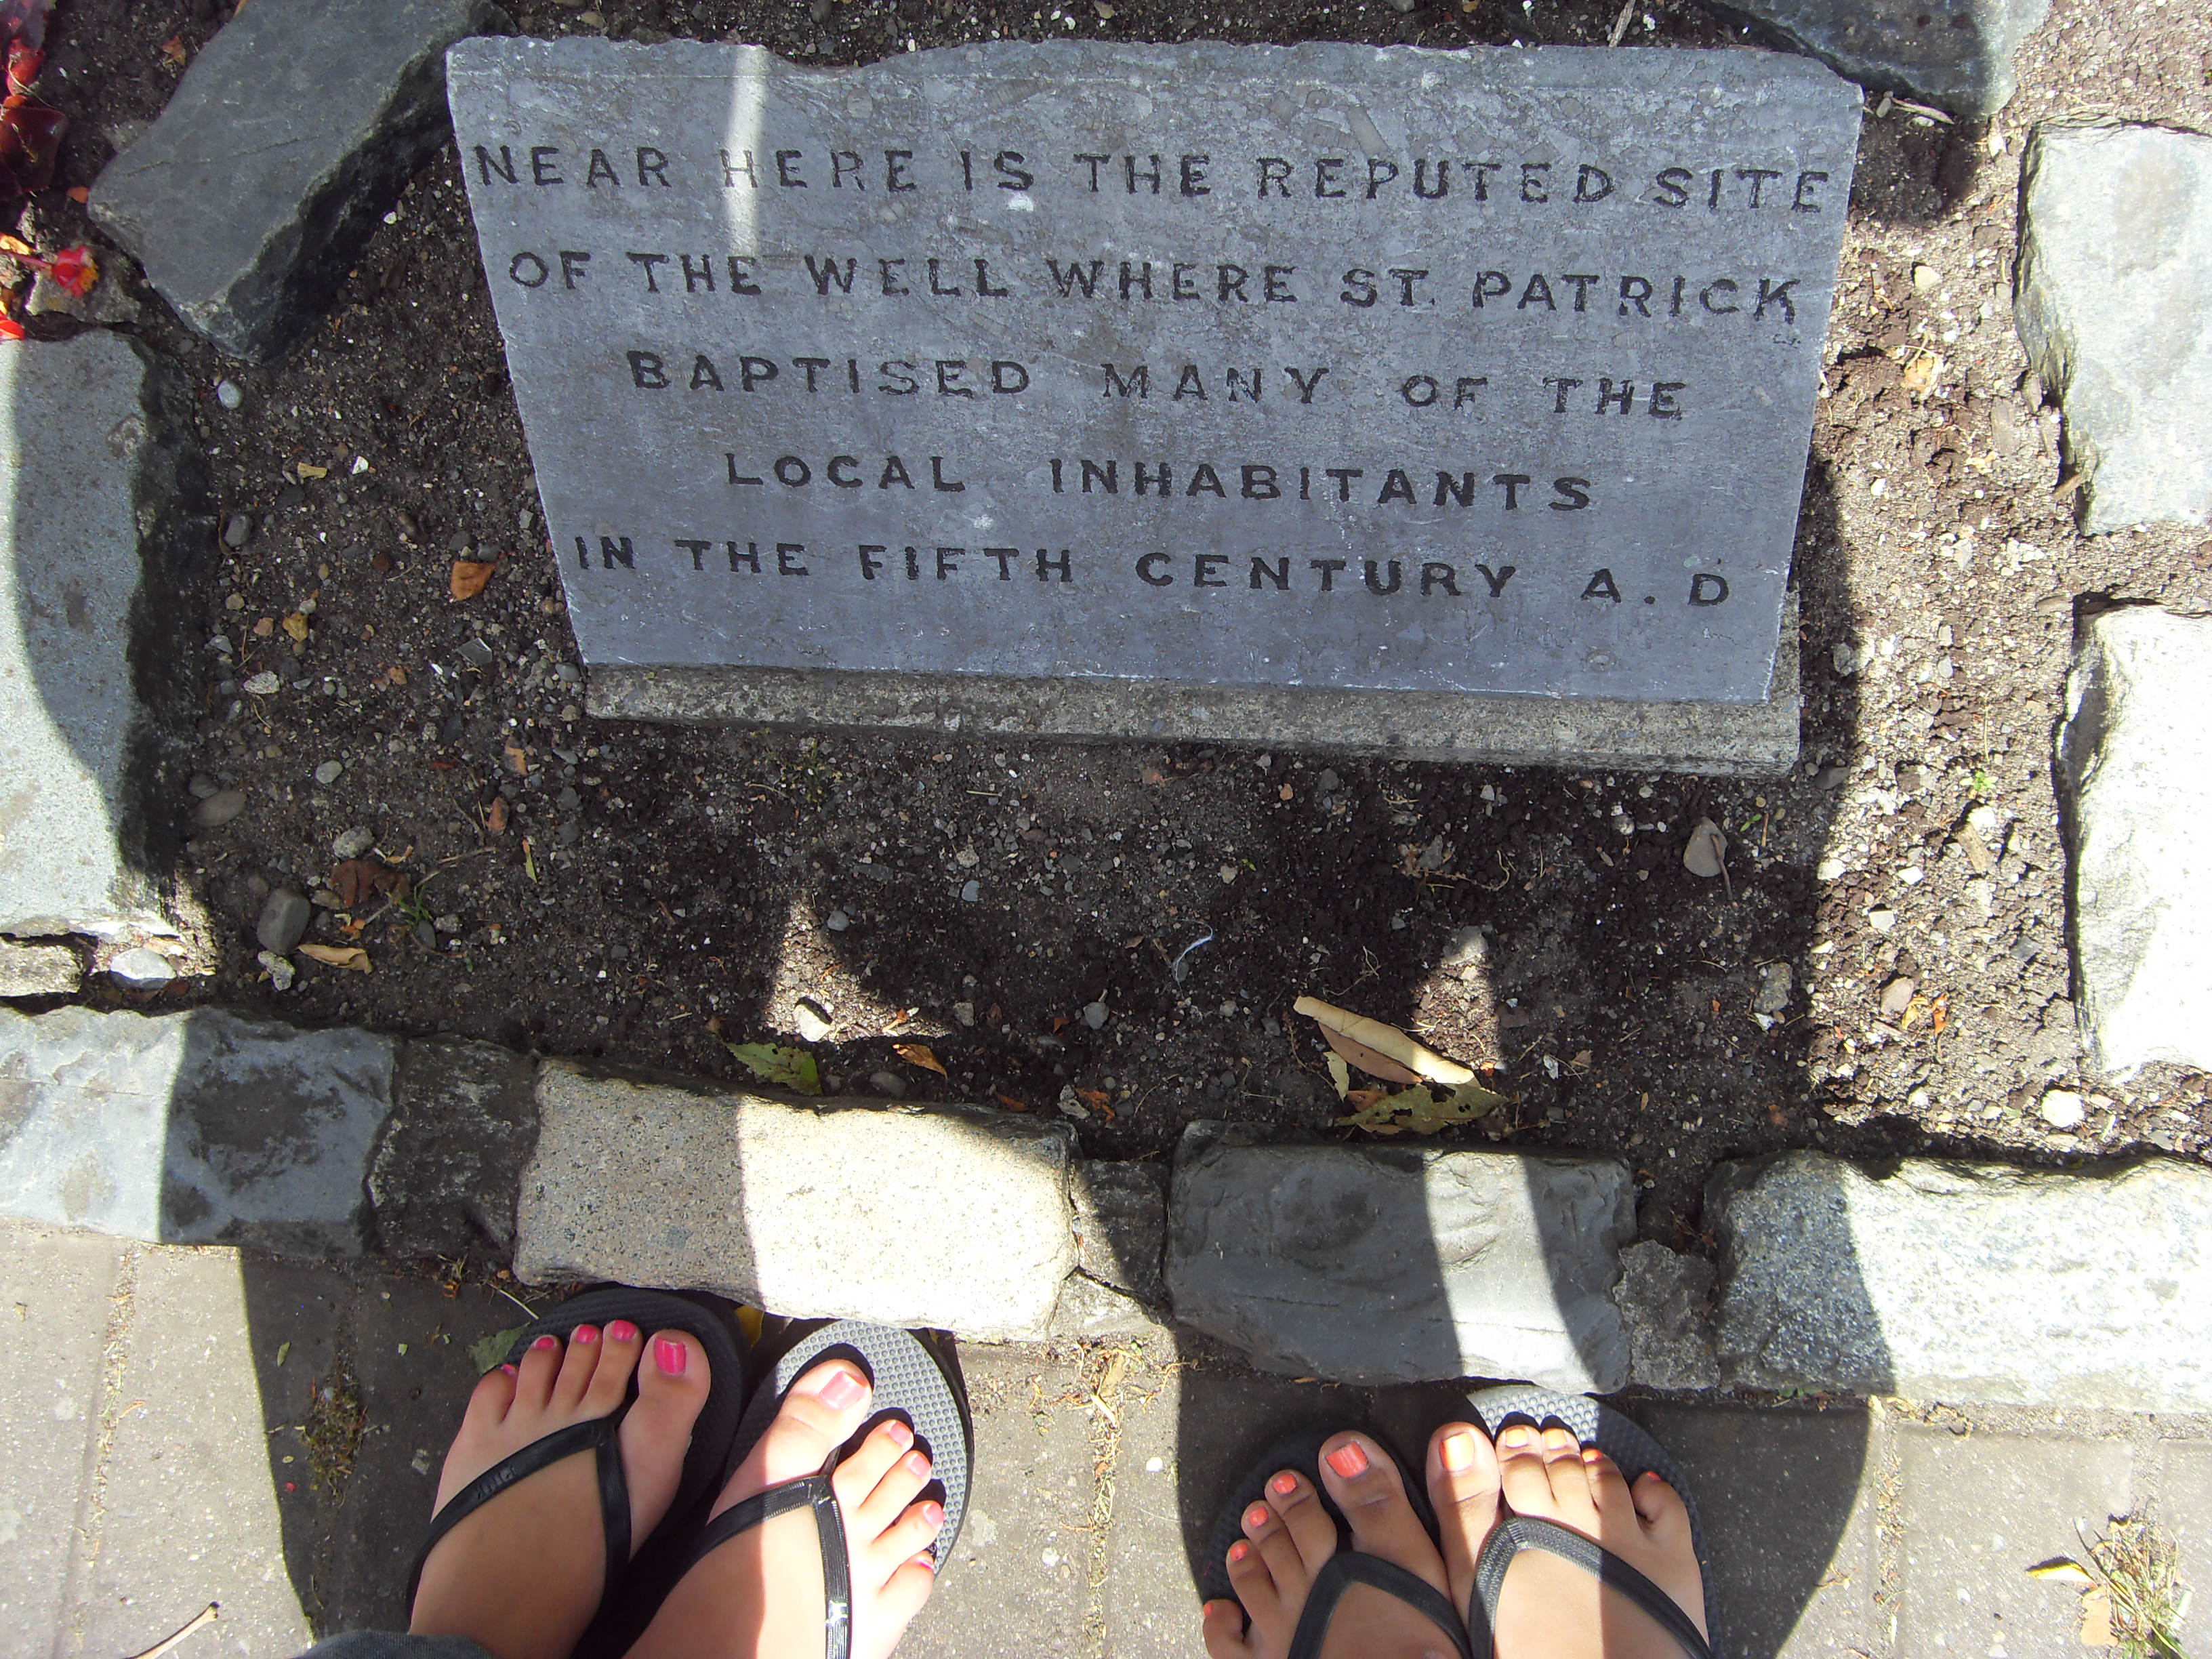 NEAR HERE IS THE REPUTED SITE
OF THE WELL WHERE ST. PATRICK
BAPTISED MANY OF THE
LOCAL INHABITANTS
IN THE FIFTH CENTURY A.D